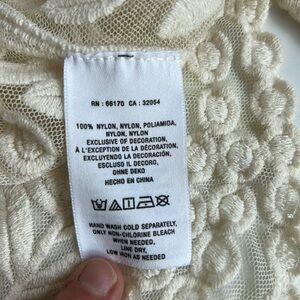 RN : 66170 CA : 32054
100% NYLON, NYLON, POLIAMIDA,
NYLON, NYLON
EXCLUSIVE OF DECORATION,
À L'EXCEPTION DE LA DÉCORATION,
EXCLUYENDO LA DECORACIÓN,
ESCLUSO IL DECORO,
OHNE DEKO
HECHO EN CHINA
HAND WASH COLD SEPARATELY,
ONLY NON-CHLORINE BLEACH
WHEN NEEDED,
LINE DRY,
LOW IRON AS NEEDED